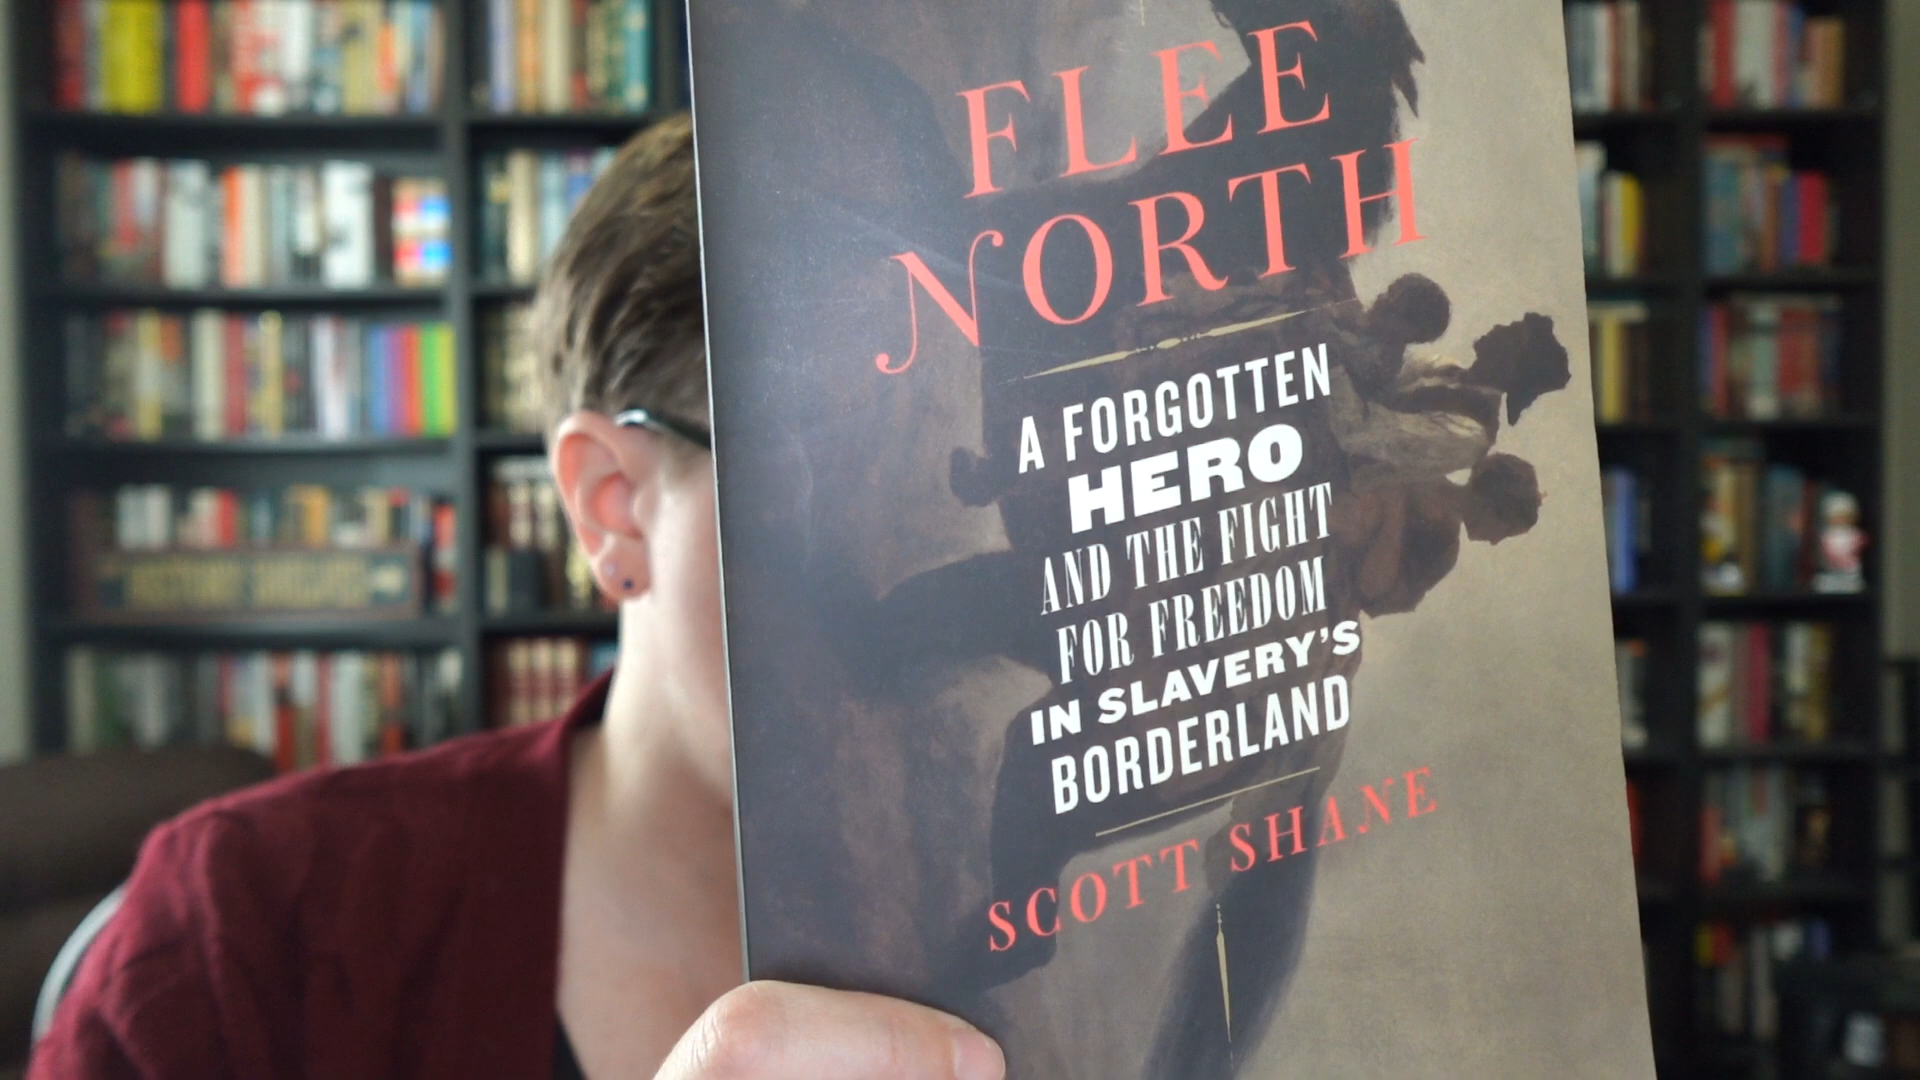 FLEE
NORTH
A FORGOTTEN
HERO
AND THE FIGHT
FOR FREEDOM
IN SLAVERY'S
BORDERLAND
SCOTT SHANE